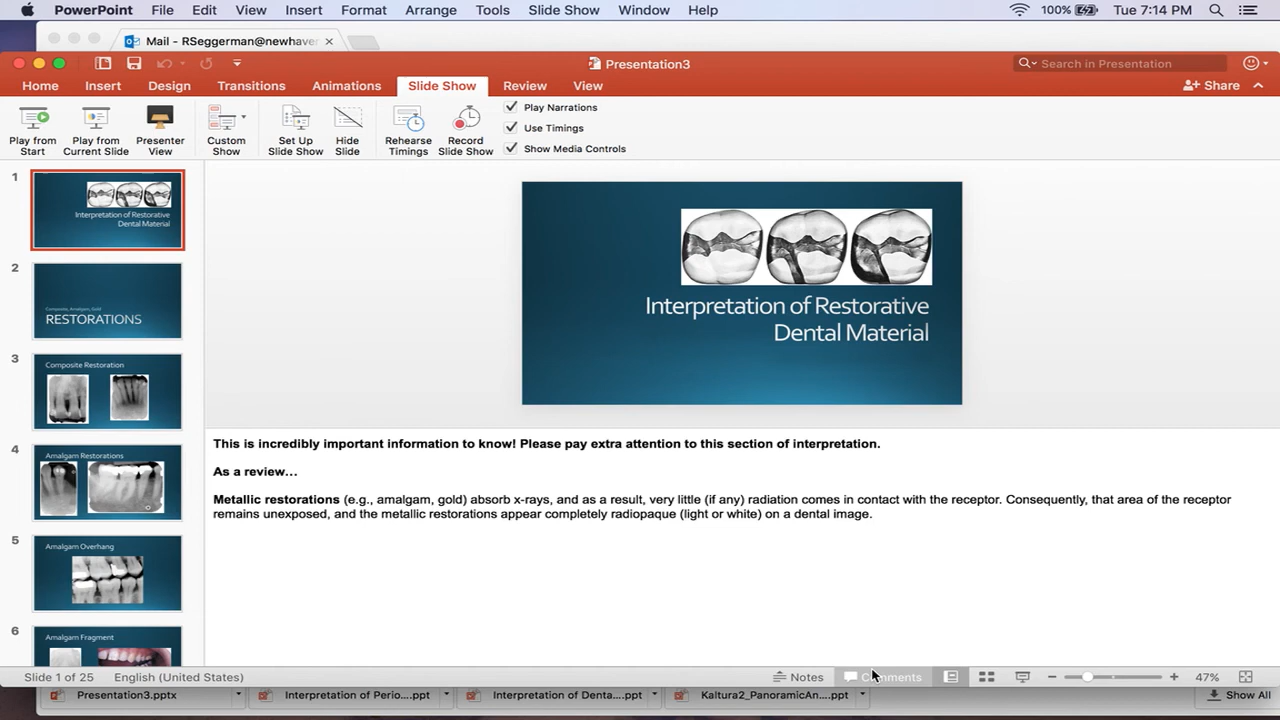 PowerPoint File Edit View Insert Format Arrange Tools Slide Show Window Help 100% Tue 7:14 PM
Mail - RSeggerman@newhaven
Presentation3 Search in Presentation
Home Insert Design Transitions Animations Slide Show Review View Share
Play from Start Play from Current Slide Presenter View Custom Show Set Up Slide Show Hide Slide Rehearse Timings Record Slide Show
Play Narrations
Use Timings
Show Media Controls
1
Interpretation of Restorative
Dental Material
2
Composite, Amalgam, Gold
RESTORATIONS
3
Composite Restoration
4
Amalgam Restorations
5
Amalgam Overhang
6
Amalgam Fragment
Interpretation of Restorative
Dental Material
This is incredibly important information to know! Please pay extra attention to this section of interpretation.
As a review...
Metallic restorations (e.g., amalgam, gold) absorb x-rays, and as a result, very little (if any) radiation comes in contact with the receptor. Consequently, that area of the receptor
remains unexposed, and the metallic restorations appear completely radiopaque (light or white) on a dental image.
Slide 1 of 25 English (United States) Notes Comments 47%
Presentation3.pptx Interpretation of Perio....ppt Interpretation of Denta....ppt Kaltura2_PanoramicAn....ppt Show All